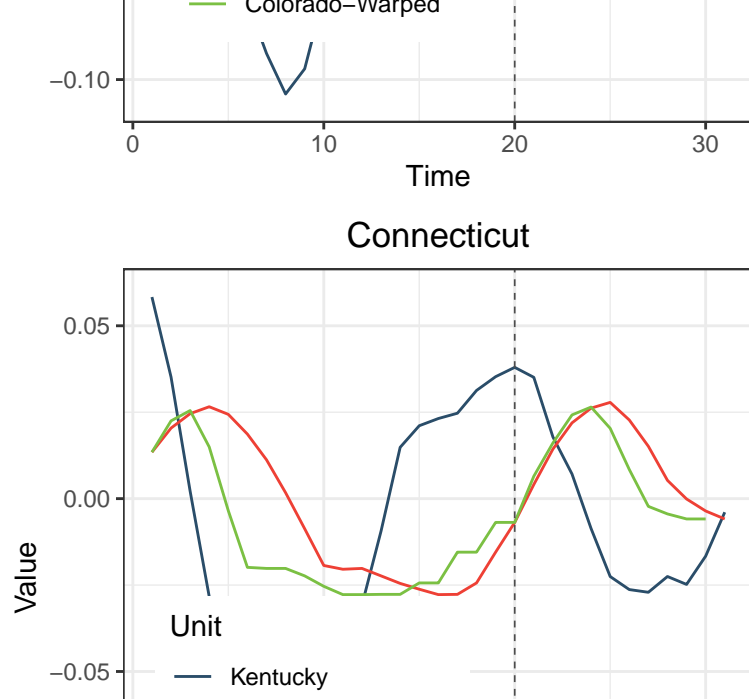 Colorado−Warped
−0.10
0 10 20 30
Time
Connecticut
0.05
0.00
−0.05
Value
Unit
Kentucky